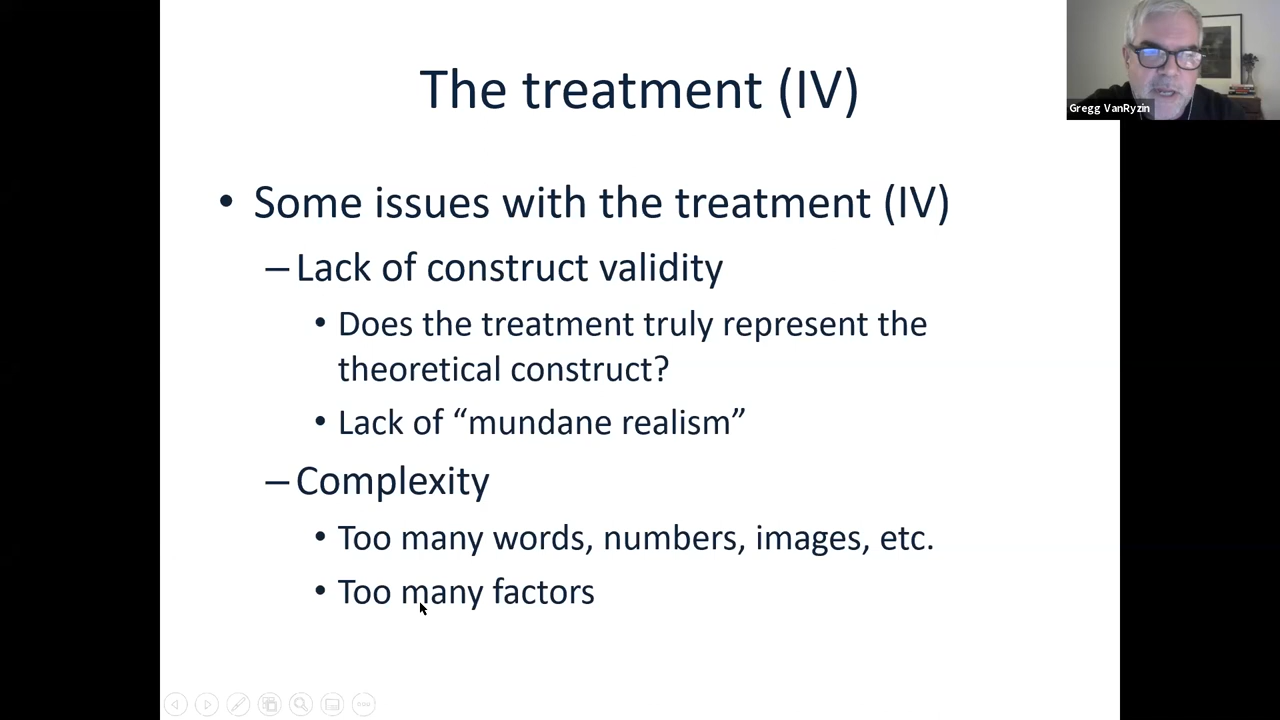 The treatment (IV)
Gregg VanRyzin
• Some issues with the treatment (IV)
– Lack of construct validity
• Does the treatment truly represent the
theoretical construct?
• Lack of “mundane realism”
– Complexity
• Too many words, numbers, images, etc.
• Too many factors